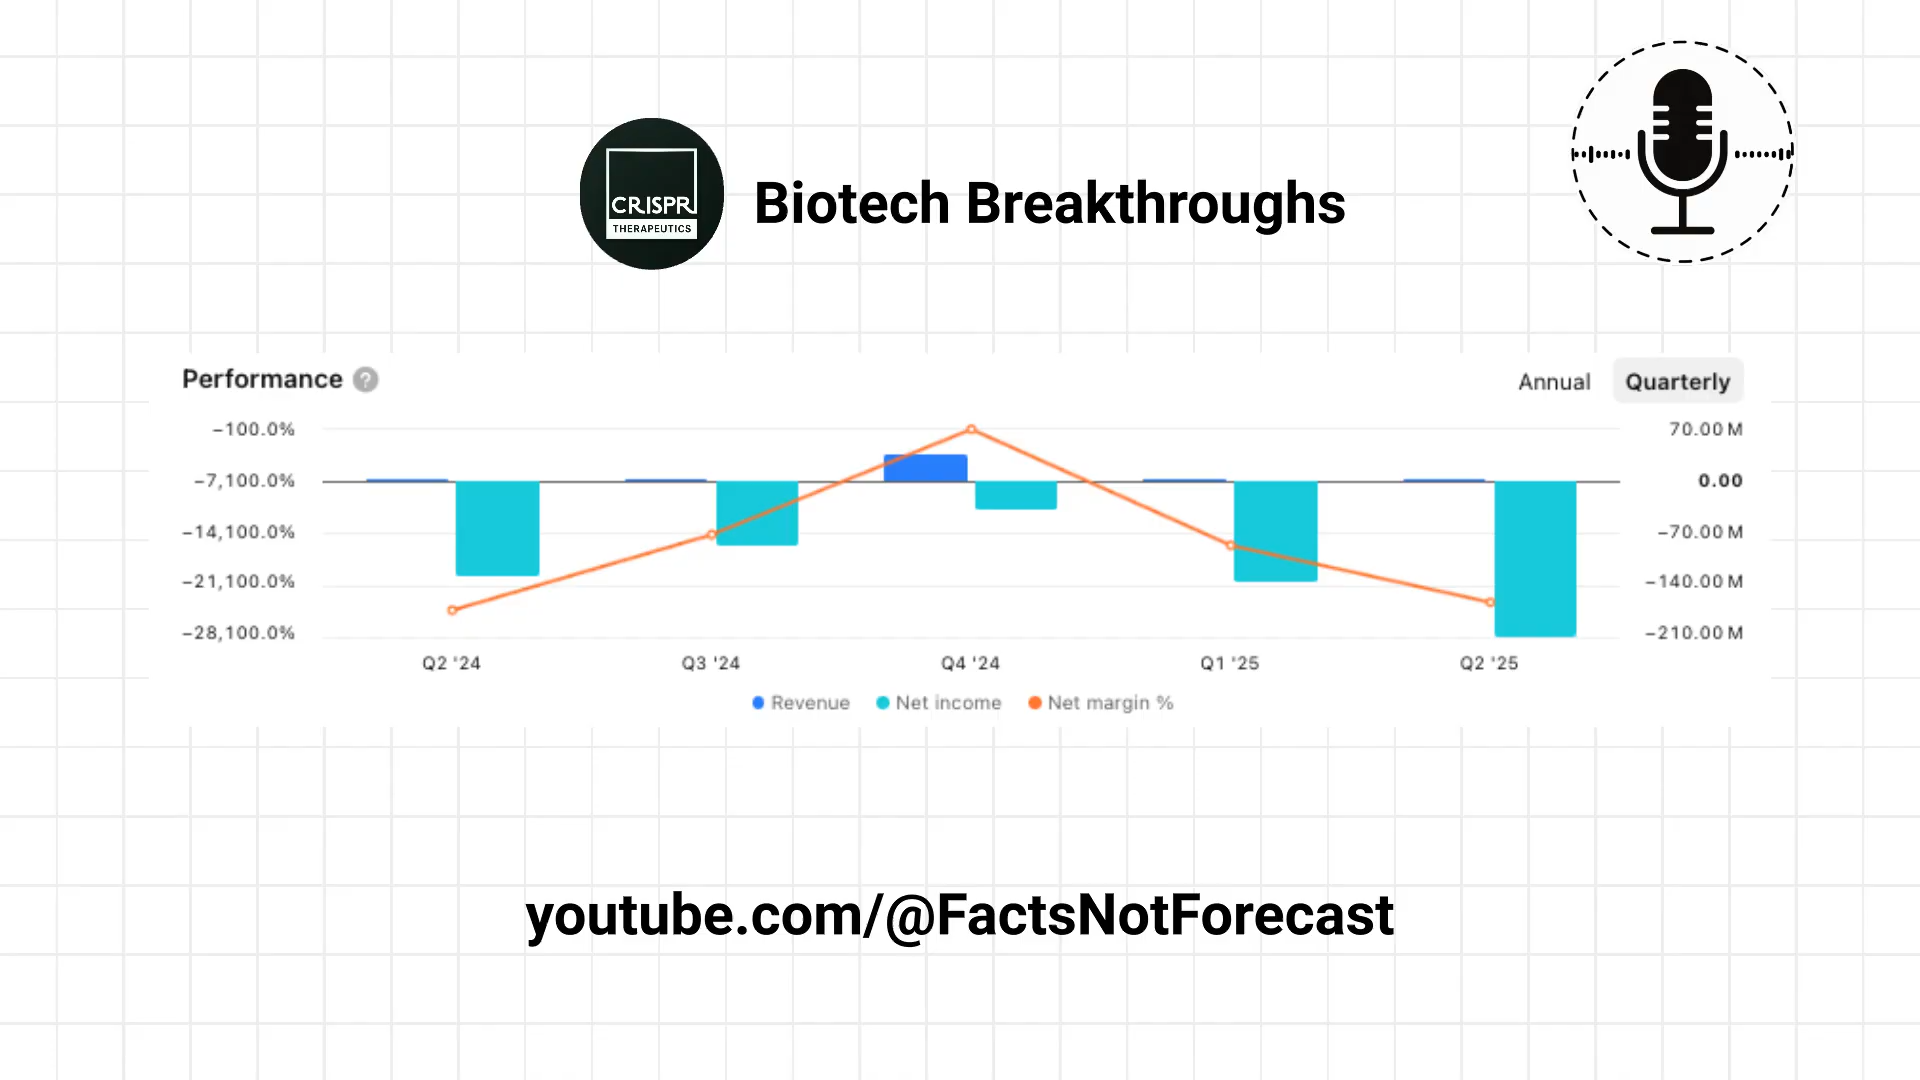 CRISPR
THERAPEUTICS
Biotech Breakthroughs
Performance ?
Annual Quarterly
−100.0% 70.00 M
−7,100.0% 0.00
−14,100.0% −70.00 M
−21,100.0% −140.00 M
−28,100.0% −210.00 M
Q2 '24 Q3 '24 Q4 '24 Q1 '25 Q2 '25
Revenue Net income Net margin %
youtube.com/@FactsNotForecast